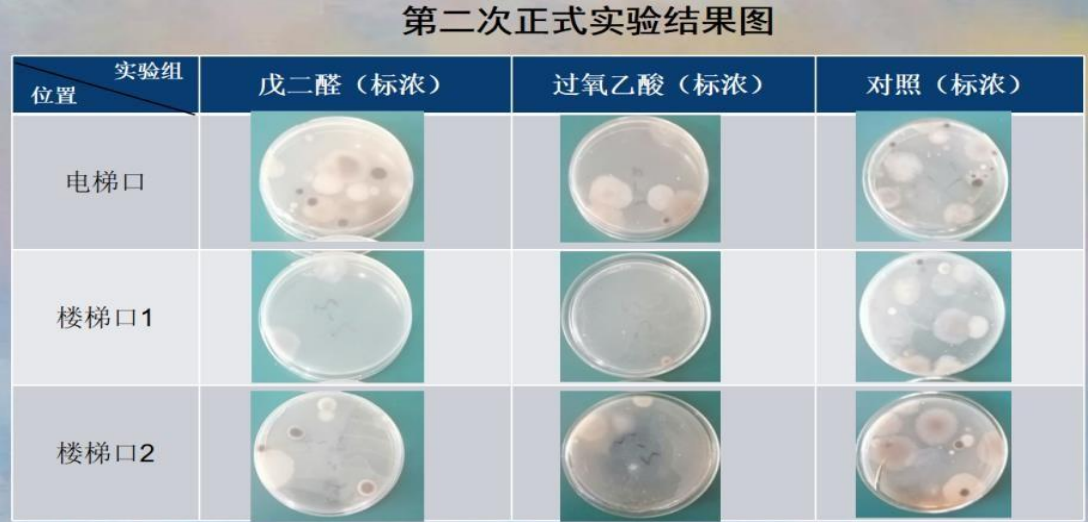 第二次正式实验结果图
实验组
位置
戊二醛（标浓）
过氧乙酸（标浓）
对照（标浓）
电梯口
楼梯口1
楼梯口2